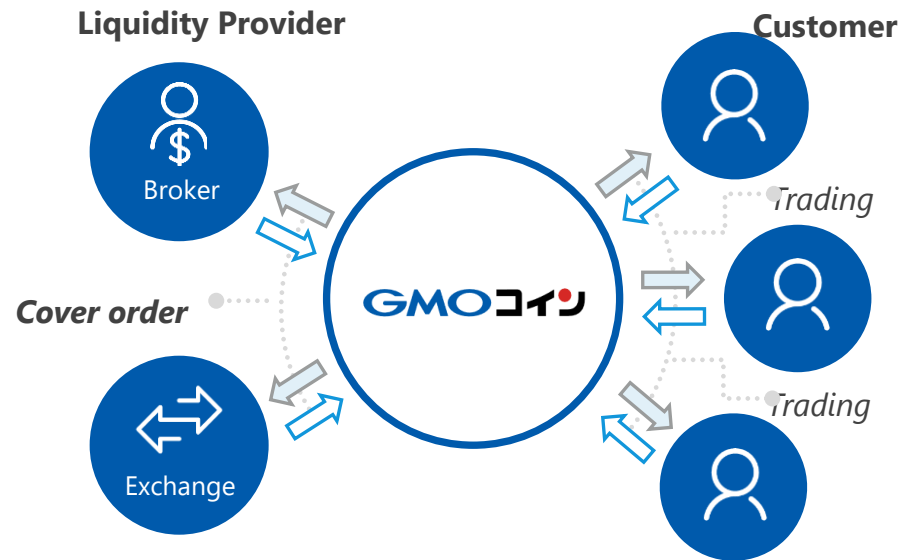 Liquidity Provider
Customer
$
Broker
Trading
GMOコイン
Cover order
Trading
Exchange